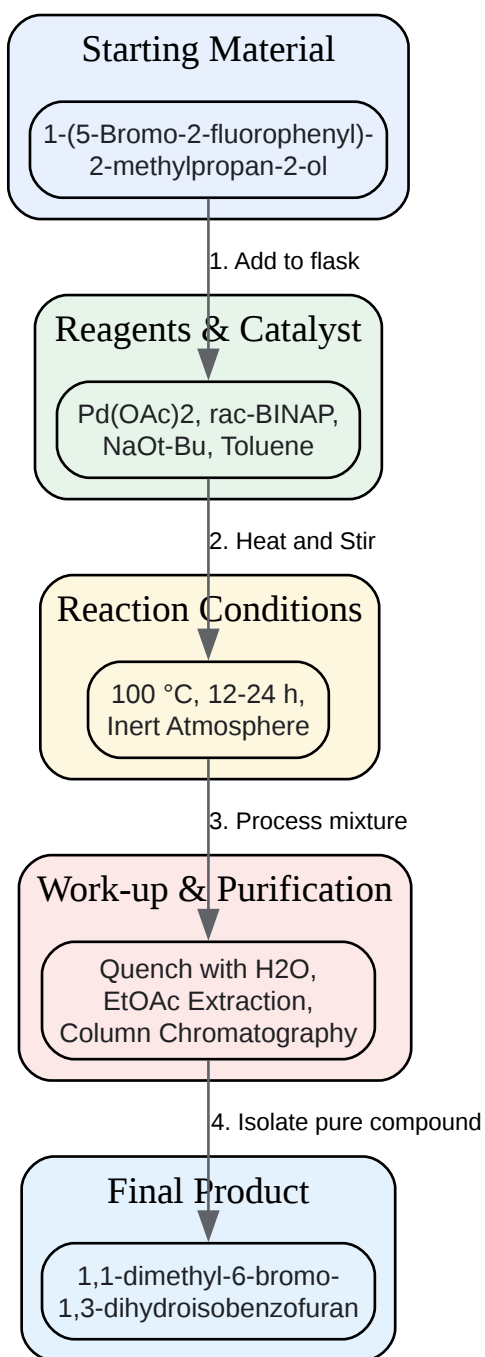 Starting Material
1-(5-Bromo-2-fluorophenyl)-
2-methylpropan-2-ol
1. Add to flask
Reagents & Catalyst
Pd(OAc)2, rac-BINAP,
NaOt-Bu, Toluene
2. Heat and Stir
Reaction Conditions
100 °C, 12-24 h,
Inert Atmosphere
3. Process mixture
Work-up & Purification
Quench with H2O,
EtOAc Extraction,
Column Chromatography
4. Isolate pure compound
Final Product
1,1-dimethyl-6-bromo-
1,3-dihydroisobenzofuran